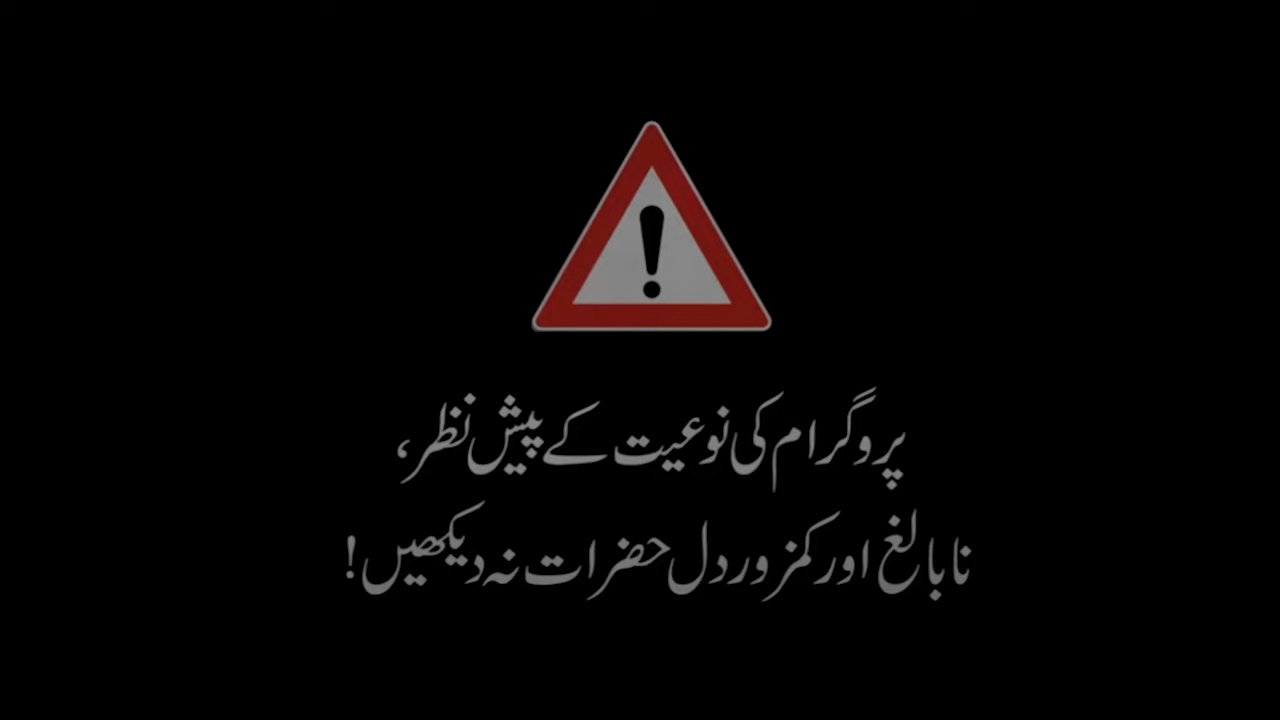 پروگرام کی نوعیت کے پیش نظر،
نابالغ اور کمزور دل حضرات نہ دیکھیں!